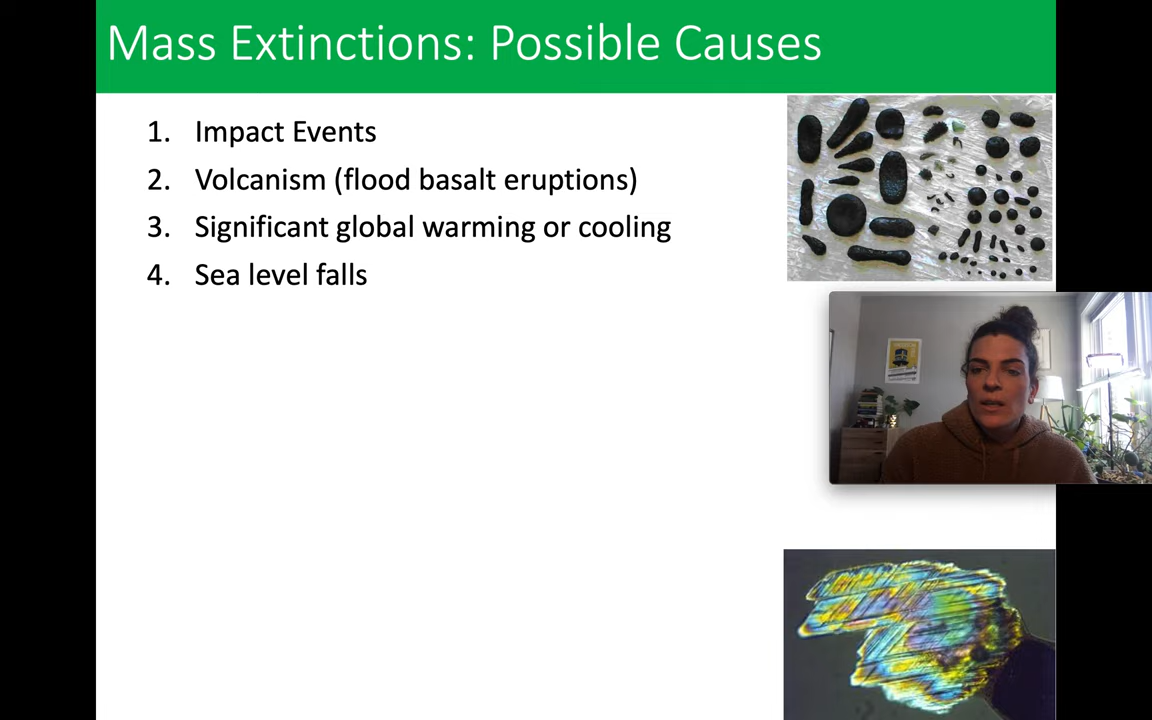 Mass Extinctions: Possible Causes
1. Impact Events
2. Volcanism (flood basalt eruptions)
3. Significant global warming or cooling
4. Sea level falls